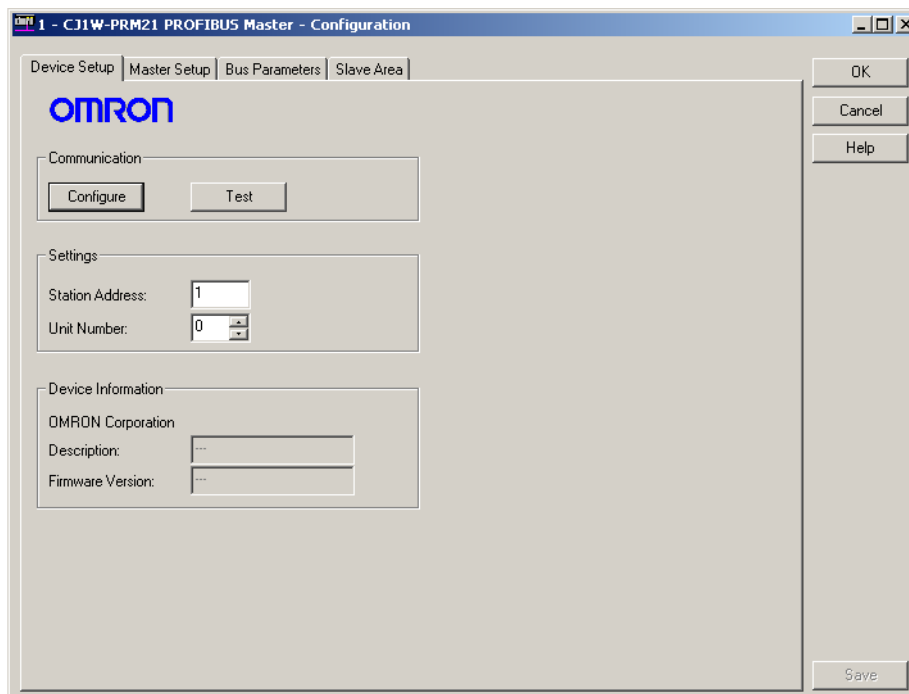 1 - CJ1W-PRM21 PROFIBUS Master - Configuration
Device Setup Master Setup Bus Parameters Slave Area
OK
OMRON
Cancel
Help
Communication
Configure Test
Settings
Station Address: 1
Unit Number: 0
Device Information
OMRON Corporation
Description: ---
Firmware Version: ---
Save